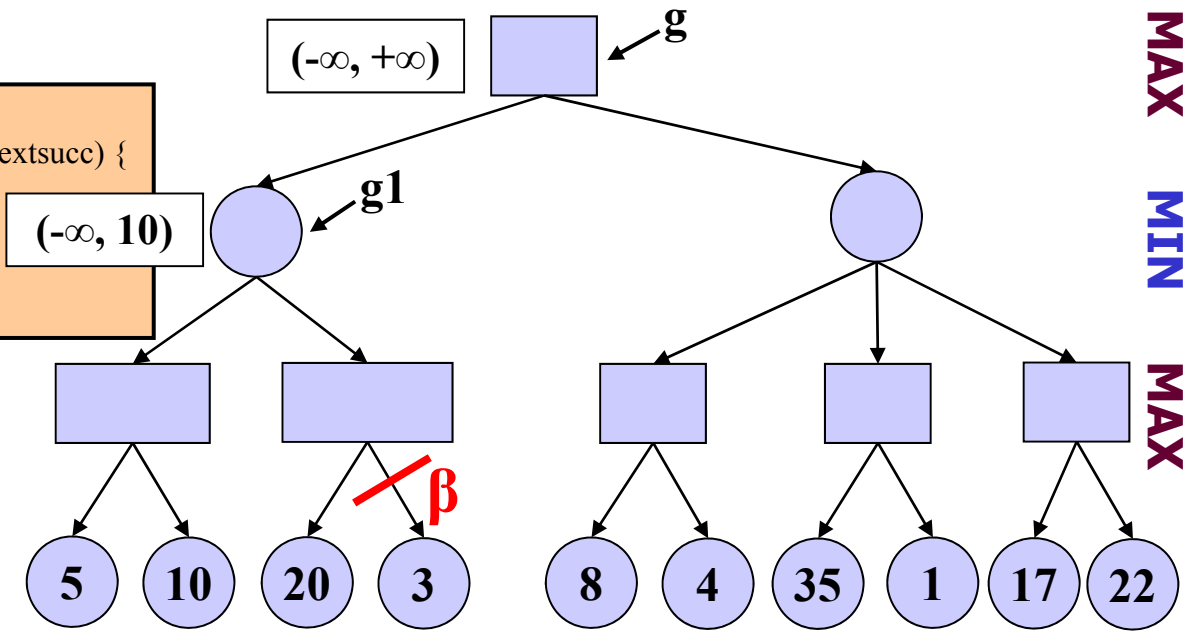 g
(-∞, +∞)
MAX
extsucc) {
g1
(-∞, 10)
MIN
MAX
β
5 10 20 3 8 4 35 1 17 22